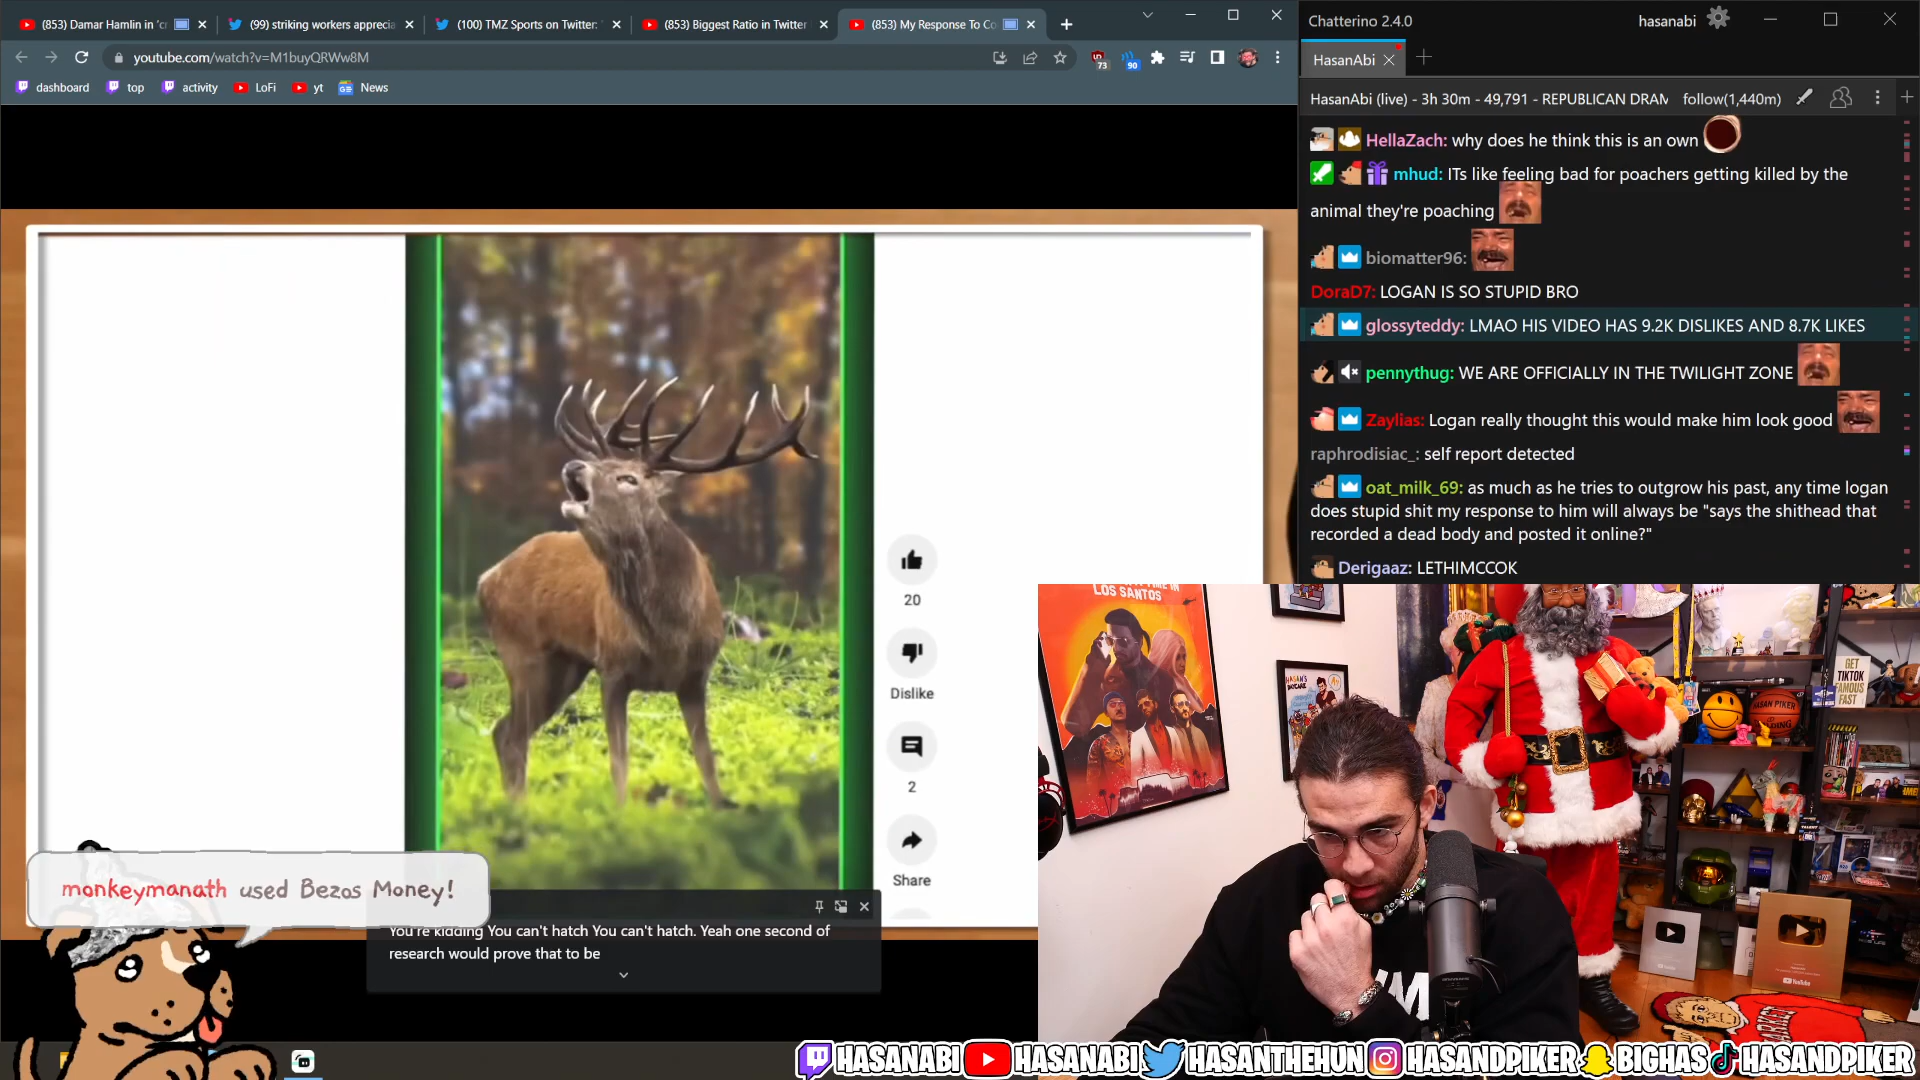 (853) Damar Hamlin in 'cr
(99) striking workers apprecia
(100) TMZ Sports on Twitter:
(853) Biggest Ratio in Twitter
(853) My Response To Co
youtube.com/watch?v=M1buyQRWw8M
73
90
dashboard
top
activity
LoFi
yt
News
Chatterino 2.4.0
hasanabi
HasanAbi
HasanAbi (live) - 3h 30m - 49,791 - REPUBLICAN DRAM
follow(1,440m)
HellaZach: why does he think this is an own
mhud: ITs like feeling bad for poachers getting killed by the
animal they're poaching
biomatter96:
DoraD7: LOGAN IS SO STUPID BRO
glossyteddy: LMAO HIS VIDEO HAS 9.2K DISLIKES AND 8.7K LIKES
pennythug: WE ARE OFFICIALLY IN THE TWILIGHT ZONE
Zaylias: Logan really thought this would make him look good
raphrodisiac_: self report detected
oat_milk_69: as much as he tries to outgrow his past, any time logan
does stupid shit my response to him will always be "says the shithead that
recorded a dead body and posted it online?"
Derigaaz: LETHIMCCOK
20
Dislike
2
Share
monkeymanath used Bezos Money!
You're kidding You can't hatch You can't hatch. Yeah one second of
research would prove that to be
LOS SANTOS
GET
TIKTOK
FAMOUS
FAST
HASAN PIKER
HASANABI
HASANABI
HASANTHEHUN
HASANDPIKER
BIGHAS
HASANDPIKER